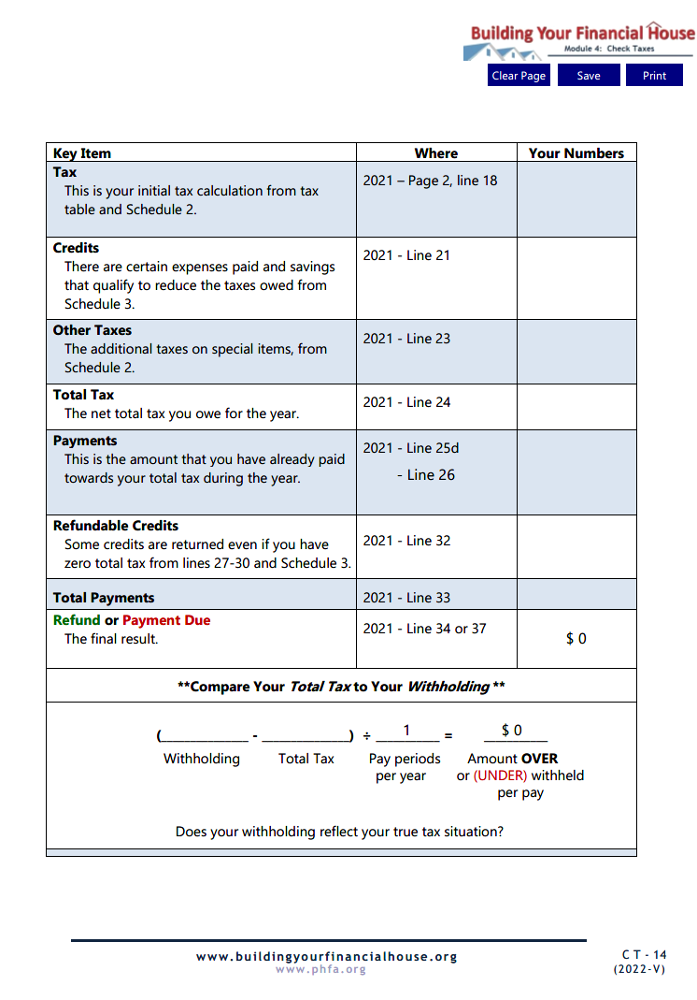 Building Your Financial House
Module 4: Check Taxes
Clear Page Save Print
Key Item Where Your Numbers
Tax
This is your initial tax calculation from tax
table and Schedule 2.
2021 – Page 2, line 18
Credits
There are certain expenses paid and savings
that qualify to reduce the taxes owed from
Schedule 3.
2021 - Line 21
Other Taxes
The additional taxes on special items, from
Schedule 2.
2021 - Line 23
Total Tax
The net total tax you owe for the year.
2021 - Line 24
Payments
This is the amount that you have already paid
towards your total tax during the year.
2021 - Line 25d
- Line 26
Refundable Credits
Some credits are returned even if you have
zero total tax from lines 27-30 and Schedule 3.
2021 - Line 32
Total Payments
2021 - Line 33
Refund or Payment Due
The final result.
2021 - Line 34 or 37
$ 0
**Compare Your Total Tax to Your Withholding **
(______________ - ______________) ÷ 1 = $ 0
Withholding Total Tax Pay periods Amount OVER
per year or (UNDER) withheld
per pay
Does your withholding reflect your true tax situation?
www.buildingyourfinancialhouse.org
www.phfa.org
C T - 14
(2022-V)